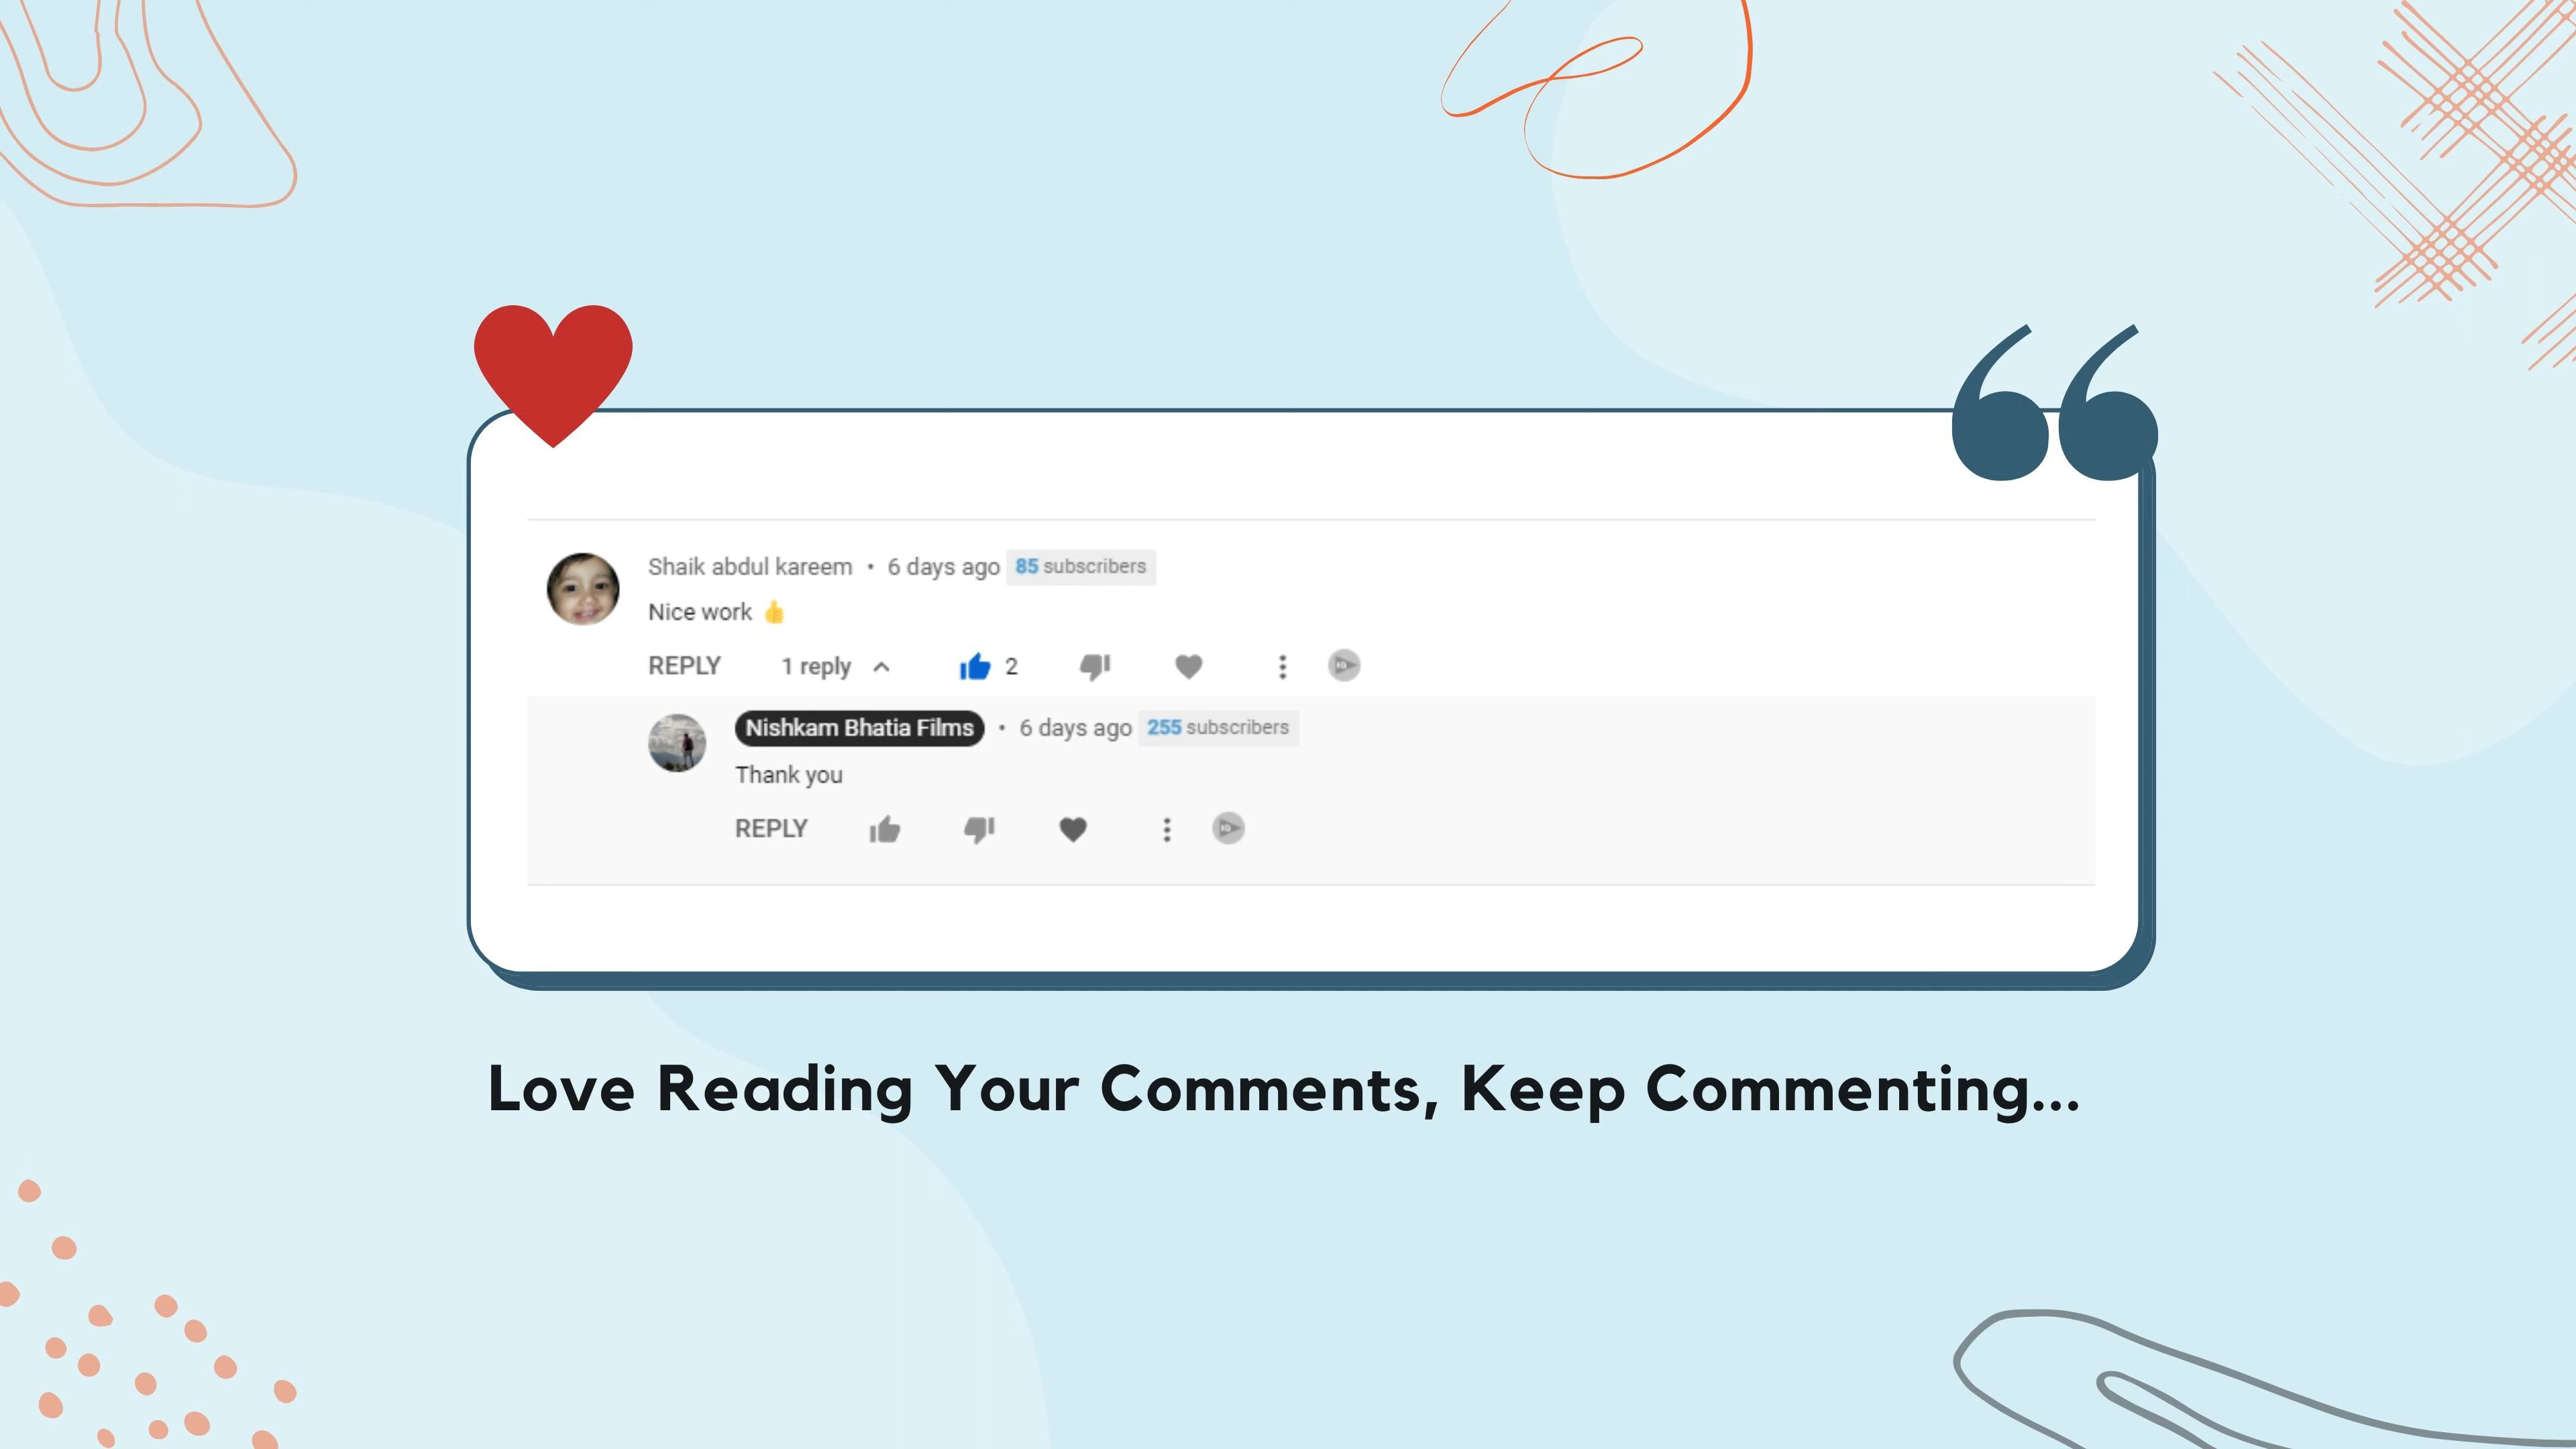 Shaik abdul kareem • 6 days ago 85 subscribers
Nice work 👍
REPLY 1 reply 2
Nishkam Bhatia Films • 6 days ago 255 subscribers
Thank you
REPLY
Love Reading Your Comments, Keep Commenting...